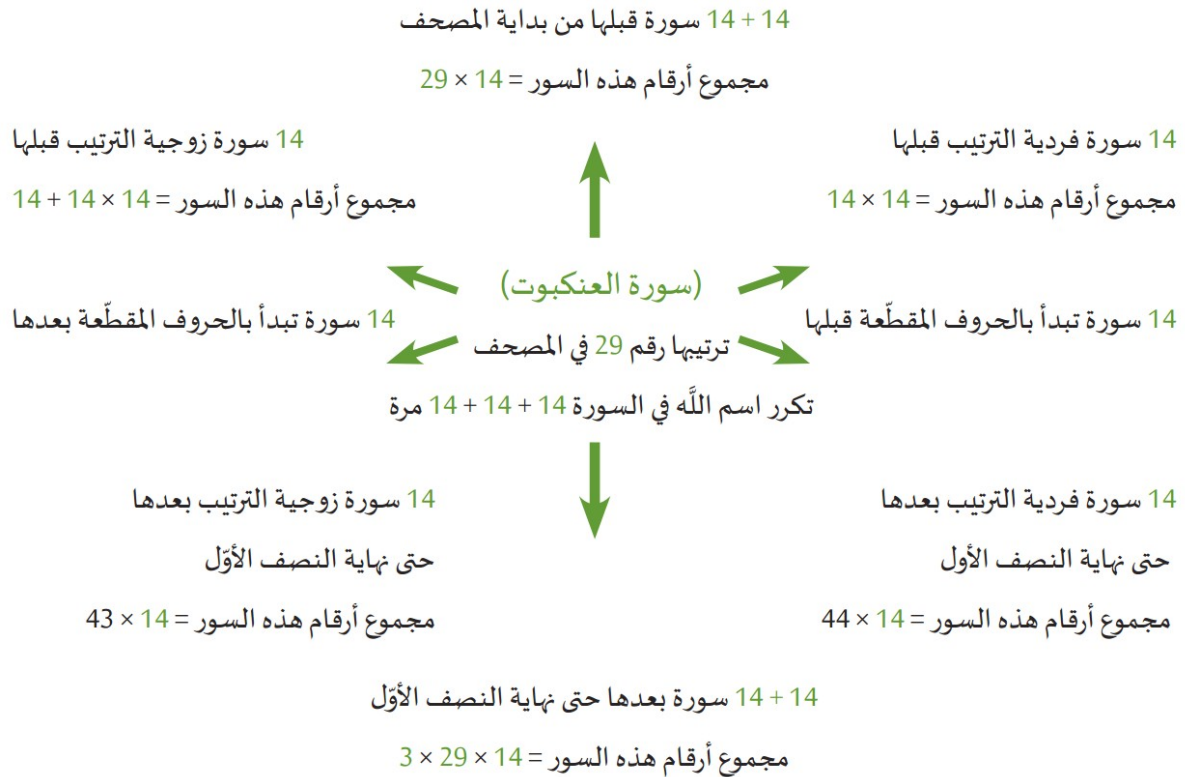 14 + 14 سورة قبلها من بداية المصحف
مجموع أرقام هذه السور = 14 × 29
14 سورة فردية الترتيب قبلها
مجموع أرقام هذه السور = 14 × 14
14 سورة زوجية الترتيب قبلها
مجموع أرقام هذه السور = 14 × 14 + 14
(سورة العنكبوت)
ترتيبها رقم 29 في المصحف
تكرر اسم اللَّه في السورة 14 + 14 + 14 مرة
14 سورة تبدأ بالحروف المقطّعة قبلها
14 سورة تبدأ بالحروف المقطّعة بعدها
14 سورة فردية الترتيب بعدها
حتى نهاية النصف الأول
مجموع أرقام هذه السور = 14 × 44
14 سورة زوجية الترتيب بعدها
حتى نهاية النصف الأوّل
مجموع أرقام هذه السور = 14 × 43
14 + 14 سورة بعدها حتى نهاية النصف الأوّل
مجموع أرقام هذه السور = 14 × 29 × 3